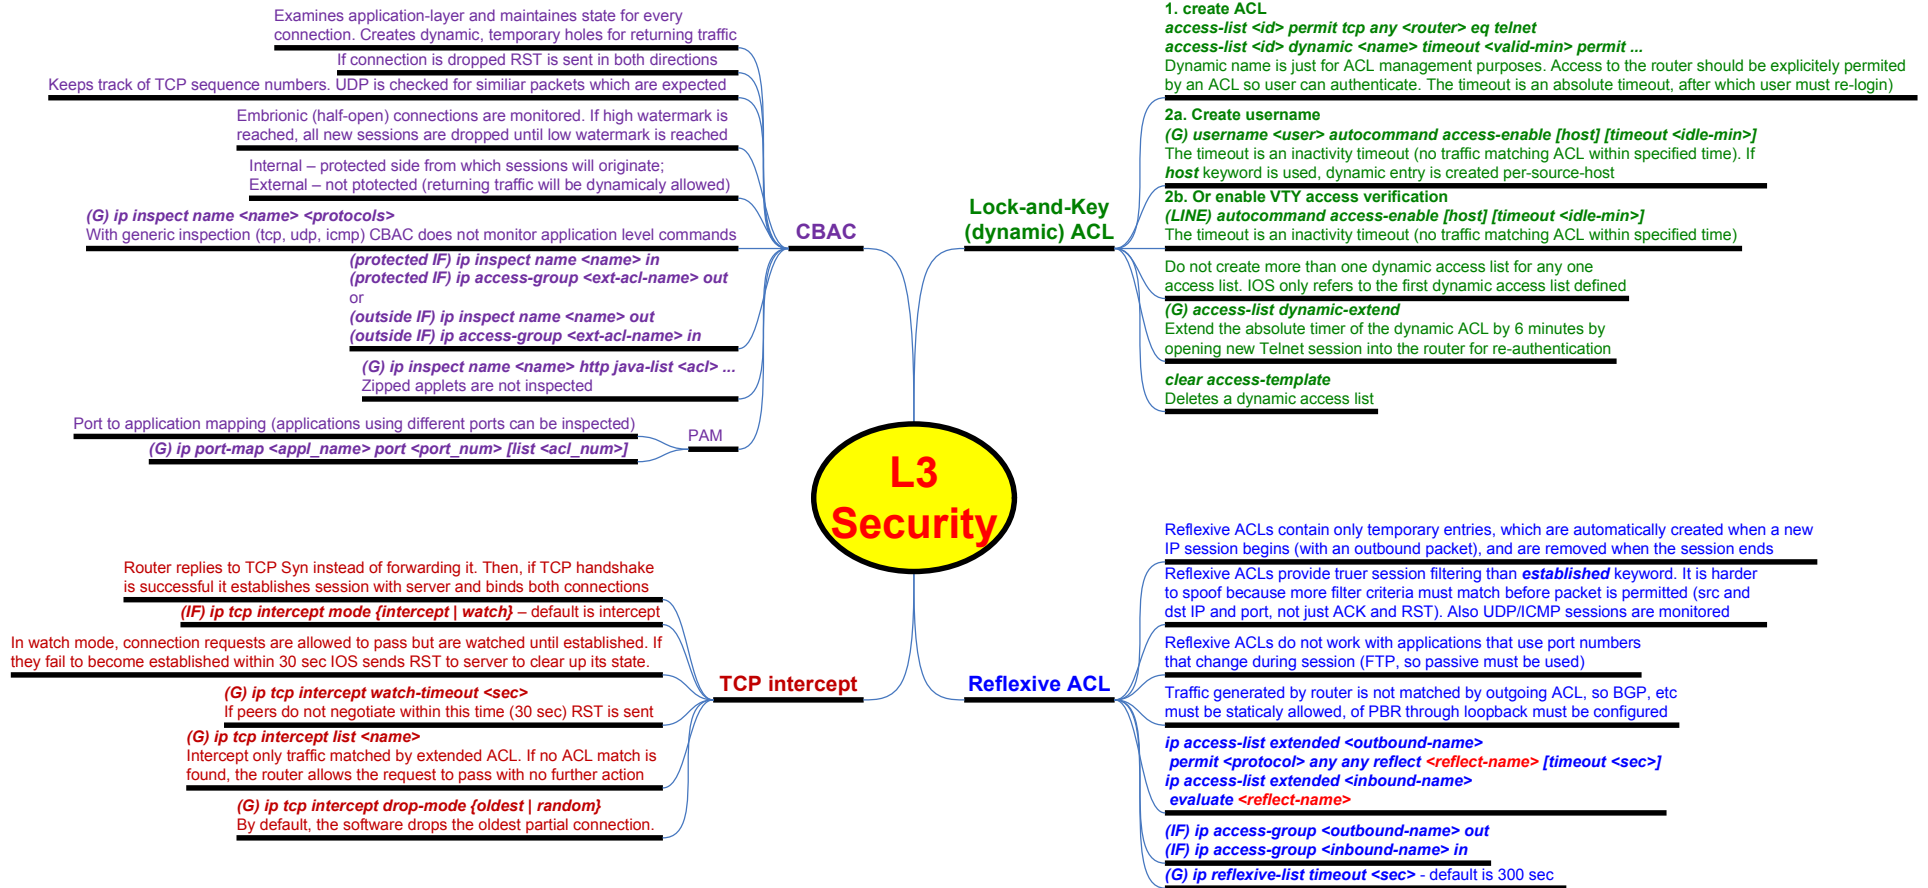 L3
Security
CBAC
Examines application-layer and maintaines state for every
connection. Creates dynamic, temporary holes for returning traffic
If connection is dropped RST is sent in both directions
Keeps track of TCP sequence numbers. UDP is checked for similiar packets which are expected
Embrionic (half-open) connections are monitored. If high watermark is
reached, all new sessions are dropped until low watermark is reached
Internal – protected side from which sessions will originate;
External – not ptotected (returning traffic will be dynamicaly allowed)
(G) ip inspect name <name> <protocols>
With generic inspection (tcp, udp, icmp) CBAC does not monitor application level commands
(protected IF) ip inspect name <name> in
(protected IF) ip access-group <ext-acl-name> out
or
(outside IF) ip inspect name <name> out
(outside IF) ip access-group <ext-acl-name> in
(G) ip inspect name <name> http java-list <acl> ...
Zipped applets are not inspected
PAM
Port to application mapping (applications using different ports can be inspected)
(G) ip port-map <appl_name> port <port_num> [list <acl_num>]
Lock-and-Key
(dynamic) ACL
1. create ACL
access-list <id> permit tcp any <router> eq telnet
access-list <id> dynamic <name> timeout <valid-min> permit ...
Dynamic name is just for ACL management purposes. Access to the router should be explicitely permited
by an ACL so user can authenticate. The timeout is an absolute timeout, after which user must re-login)
2a. Create username
(G) username <user> autocommand access-enable [host] [timeout <idle-min>]
The timeout is an inactivity timeout (no traffic matching ACL within specified time). If
host keyword is used, dynamic entry is created per-source-host
2b. Or enable VTY access verification
(LINE) autocommand access-enable [host] [timeout <idle-min>]
The timeout is an inactivity timeout (no traffic matching ACL within specified time)
Do not create more than one dynamic access list for any one
access list. IOS only refers to the first dynamic access list defined
(G) access-list dynamic-extend
Extend the absolute timer of the dynamic ACL by 6 minutes by
opening new Telnet session into the router for re-authentication
clear access-template
Deletes a dynamic access list
TCP intercept
Router replies to TCP Syn instead of forwarding it. Then, if TCP handshake
is successful it establishes session with server and binds both connections
(IF) ip tcp intercept mode {intercept | watch} – default is intercept
In watch mode, connection requests are allowed to pass but are watched until established. If
they fail to become established within 30 sec IOS sends RST to server to clear up its state.
(G) ip tcp intercept watch-timeout <sec>
If peers do not negotiate within this time (30 sec) RST is sent
(G) ip tcp intercept list <name>
Intercept only traffic matched by extended ACL. If no ACL match is
found, the router allows the request to pass with no further action
(G) ip tcp intercept drop-mode {oldest | random}
By default, the software drops the oldest partial connection.
Reflexive ACL
Reflexive ACLs contain only temporary entries, which are automatically created when a new
IP session begins (with an outbound packet), and are removed when the session ends
Reflexive ACLs provide truer session filtering than established keyword. It is harder
to spoof because more filter criteria must match before packet is permitted (src and
dst IP and port, not just ACK and RST). Also UDP/ICMP sessions are monitored
Reflexive ACLs do not work with applications that use port numbers
that change during session (FTP, so passive must be used)
Traffic generated by router is not matched by outgoing ACL, so BGP, etc
must be staticaly allowed, of PBR through loopback must be configured
ip access-list extended <outbound-name>
permit <protocol> any any reflect <reflect-name> [timeout <sec>]
ip access-list extended <inbound-name>
evaluate <reflect-name>
(IF) ip access-group <outbound-name> out
(IF) ip access-group <inbound-name> in
(G) ip reflexive-list timeout <sec> - default is 300 sec